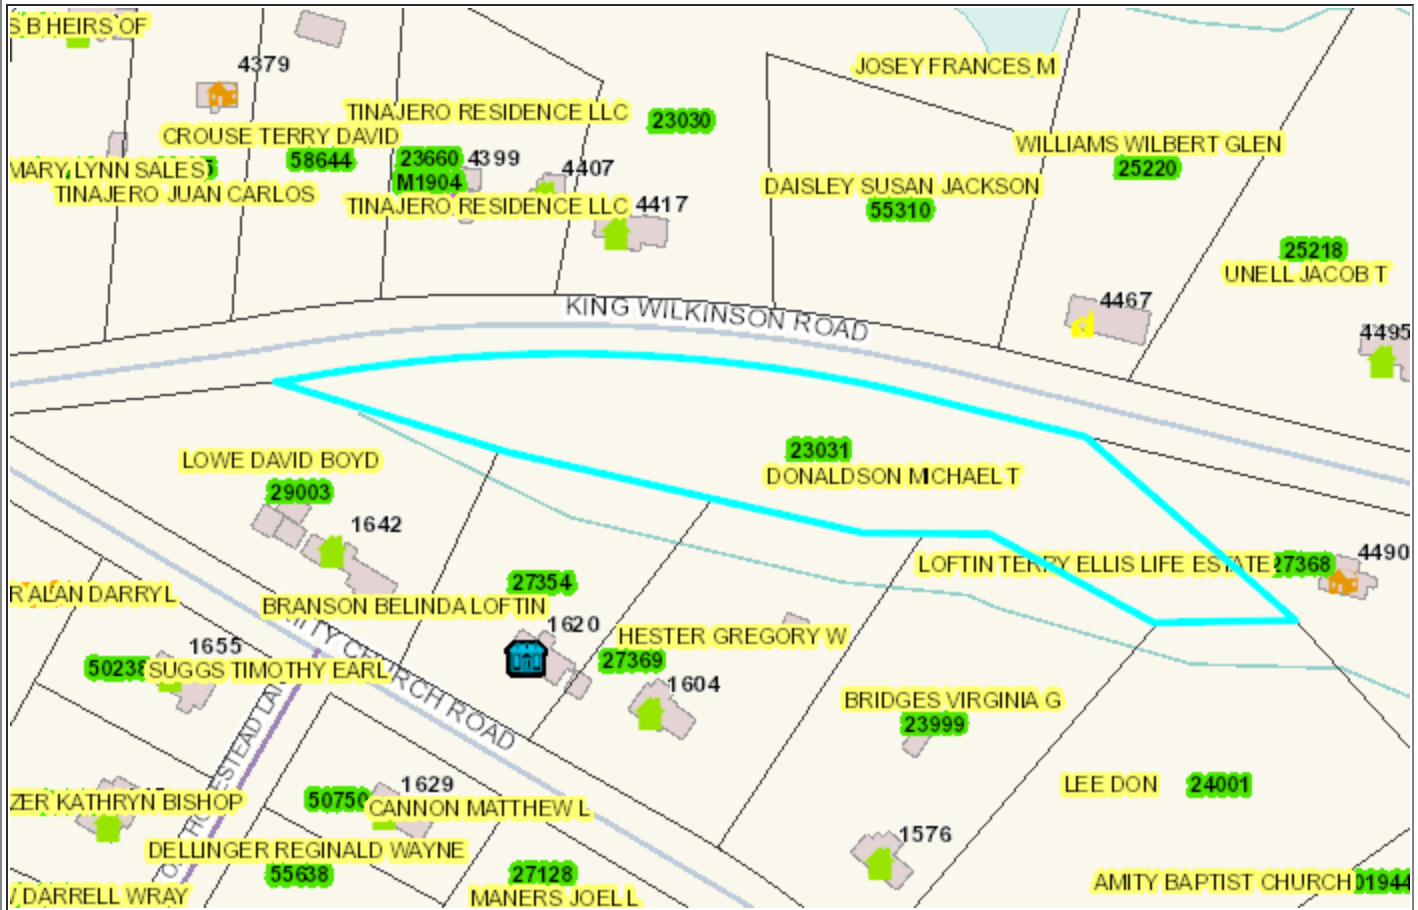 S B HEIRS OF
JOSEY FRANCES M
4379
TINAJERO RESIDENCE LLC
23030
CROUSE TERRY DAVID
WILLIAMS WILBERT GLEN
58644
23660
4399
4407
25220
MARY LYNN SALES
M1904
DAISLEY SUSAN JACKSON
TINAJERO JUAN CARLOS
TINAJERO RESIDENCE LLC
4417
55310
25218
UNELL JACOB T
4467
KING WILKINSON ROAD
4495
23031
DONALDSON MICHAEL T
LOWE DAVID BOYD
29003
1642
LOFTIN TERRY ELLIS LIFE ESTATE
27368
4490
27354
R ALAN DARRYL
BRANSON BELINDA LOFTIN
1620
HESTER GREGORY W
1655
27369
50238
SUGGS TIMOTHY EARL
CHURCH ROAD
1604
BRIDGES VIRGINIA G
23999
LEE DON
24001
1629
ZER KATHRYN BISHOP
50750
CANNON MATTHEW L
1576
DELLINGER REGINALD WAYNE
55638
27128
AMITY BAPTIST CHURCH
01944
DARRELL WRAY
MANERS JOEL L